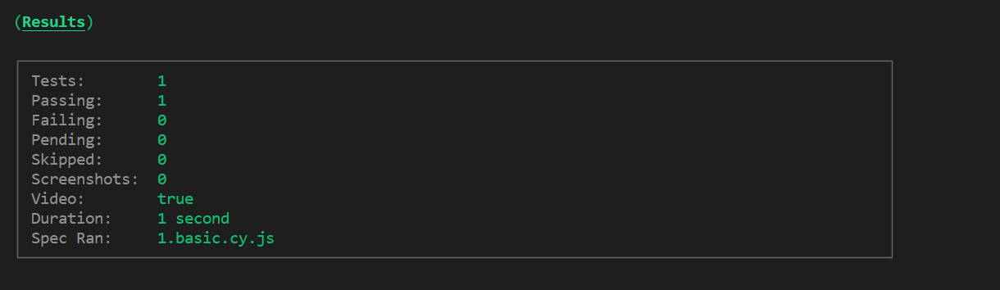 (Results)
Tests: 1
Passing: 1
Failing: 0
Pending: 0
Skipped: 0
Screenshots: 0
Video: true
Duration: 1 second
Spec Ran: 1.basic.cy.js